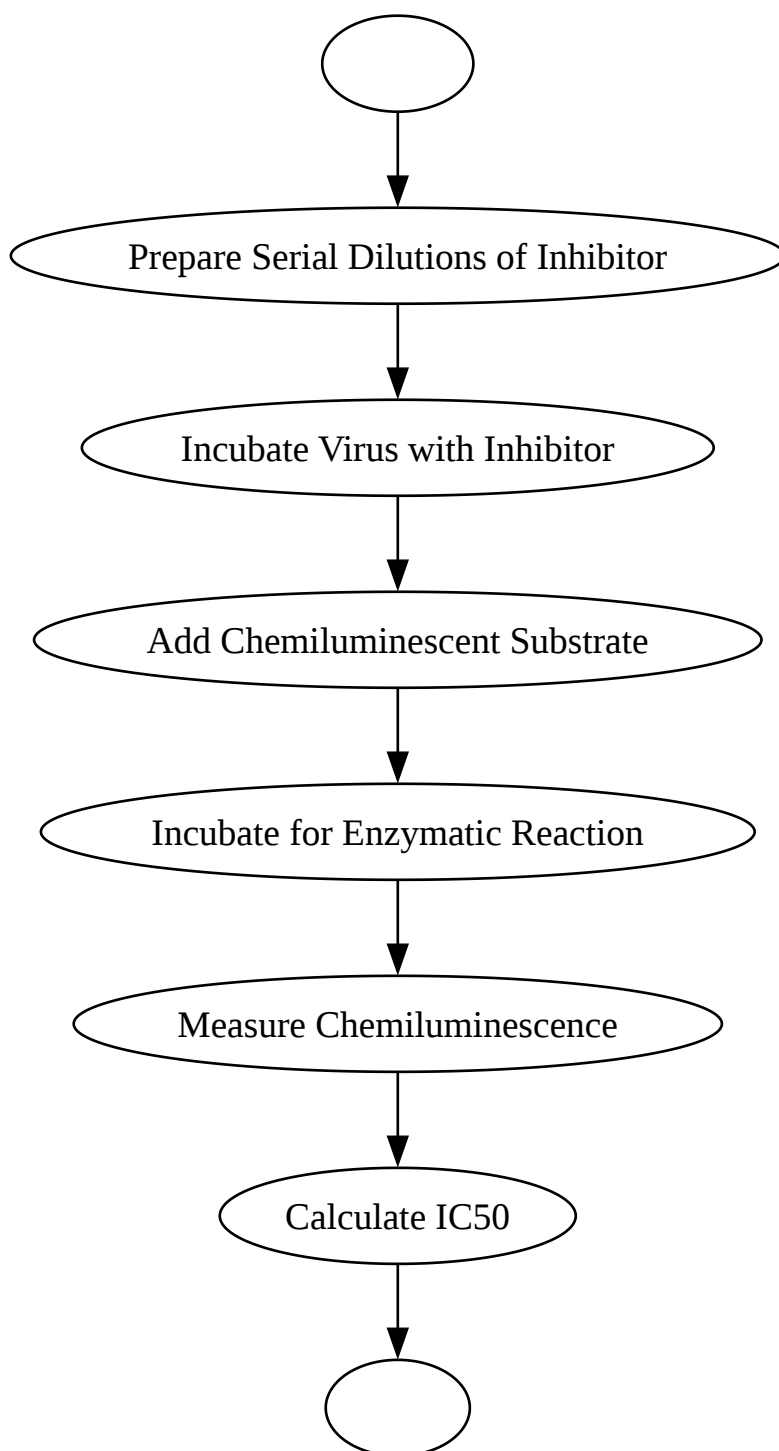 Prepare Serial Dilutions of Inhibitor
Incubate Virus with Inhibitor
Add Chemiluminescent Substrate
Incubate for Enzymatic Reaction
Measure Chemiluminescence
Calculate IC50